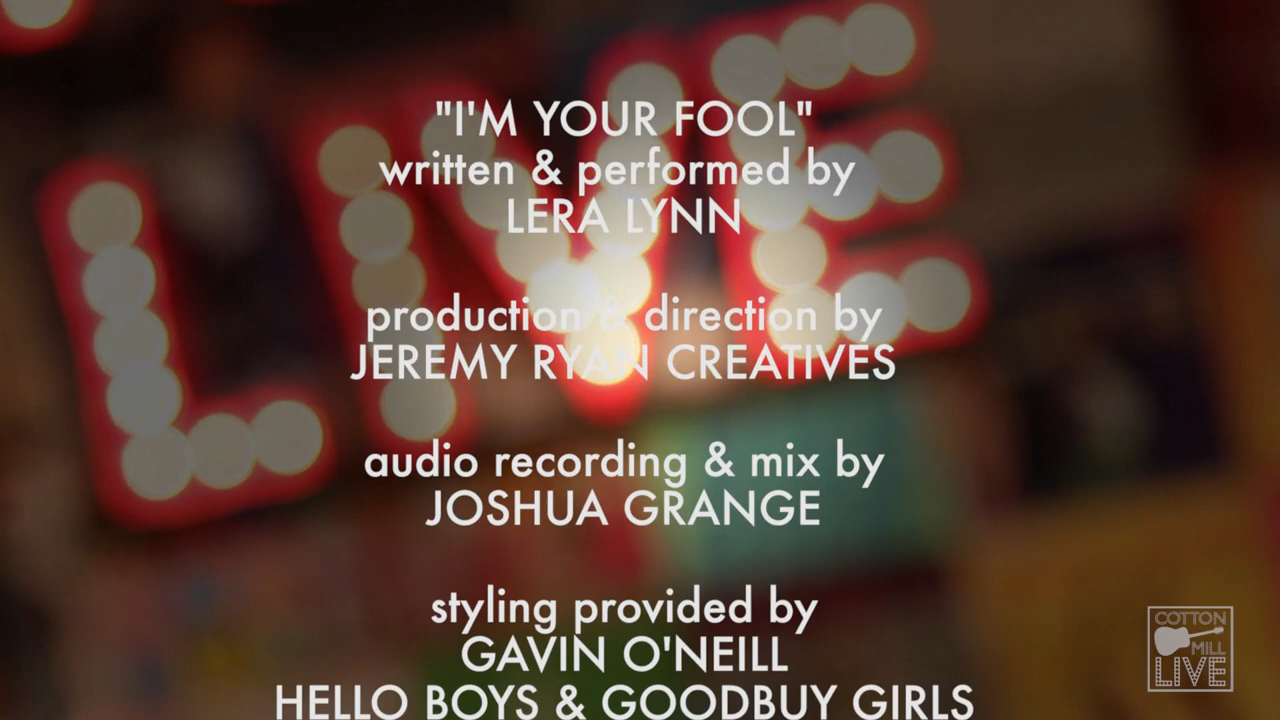 LIVE
"I'M YOUR FOOL"
written & performed by
LERA LYNN
production & direction by
JEREMY RYAN CREATIVES
audio recording & mix by
JOSHUA GRANGE
styling provided by
GAVIN O'NEILL
HELLO BOYS & GOODBUY GIRLS
COTTON
MILL
LIVE